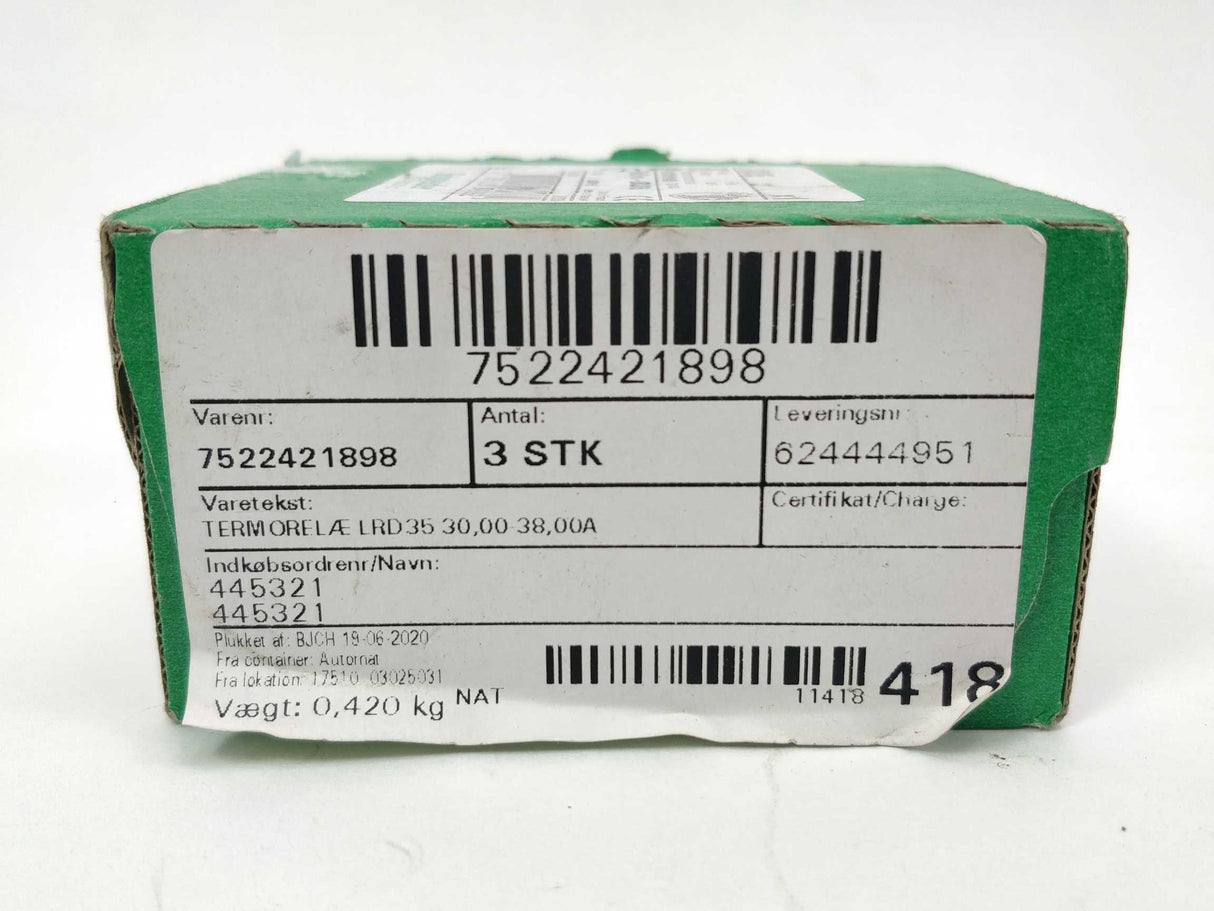 7522421898
Varenr: Antal: Leveringsnr:
7522421898 3 STK 624444951
Varetekst: Certifikat/Charge:
TERMORELÆ LRD35 30,00-38,00A
Indkøbsordrenr/Navn:
445321
445321
Plukket af: BJCH 19-06-2020
Fra container: Automat
Fra lokation: 17510 03025031
Vægt: 0,420 kg NAT
11418 418